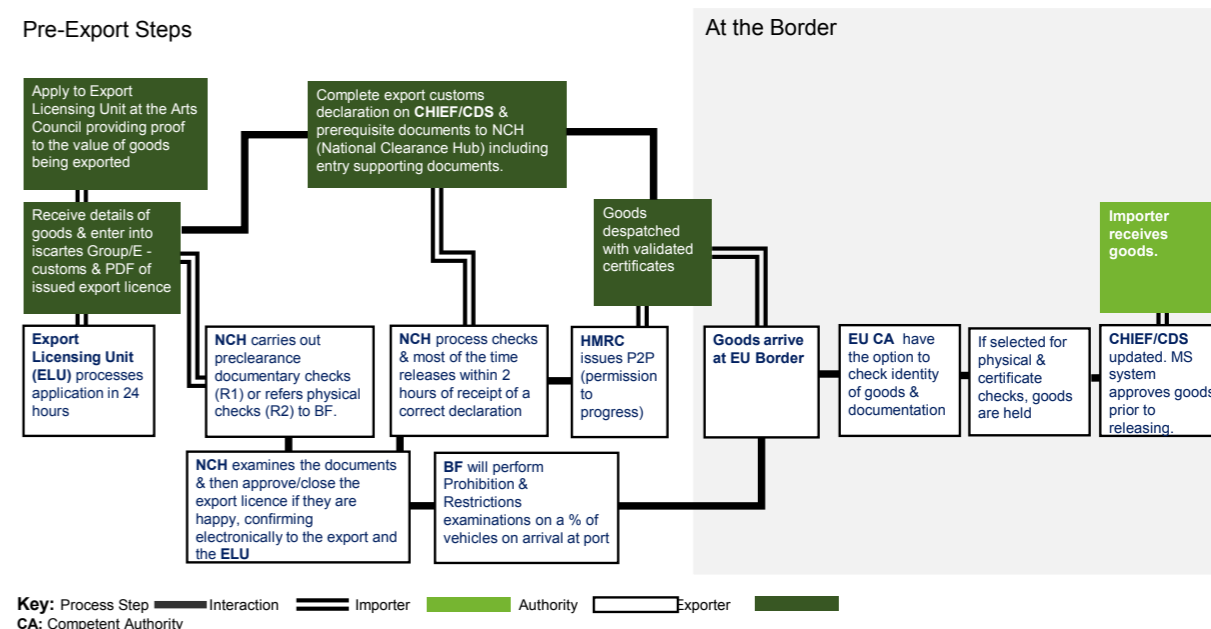 Pre-Export Steps
At the Border
Apply to Export
Licensing Unit at the Arts
Council providing proof
to the value of goods
being exported
Complete export customs
declaration on CHIEF/CDS &
prerequisite documents to NCH
(National Clearance Hub) including
entry supporting documents.
Receive details of
goods & enter into
iscartes Group/E -
customs & PDF of
issued export licence
Goods
despatched
with validated
certificates
Importer
receives
goods.
Export
Licensing Unit
(ELU) processes
application in 24
hours
NCH carries out
preclearance
documentary checks
(R1) or refers physical
checks (R2) to BF.
NCH process checks
& most of the time
releases within 2
hours of receipt of a
correct declaration
HMRC
issues P2P
(permission
to
progress)
Goods arrive
at EU Border
EU CA have
the option to
check identity
of goods &
documentation
If selected for
physical &
certificate
checks, goods
are held
CHIEF/CDS
updated. MS
system
approves goods
prior to
releasing.
NCH examines the documents
& then approve/close the
export licence if they are
happy, confirming
electronically to the export and
the ELU
BF will perform
Prohibition &
Restrictions
examinations on a % of
vehicles on arrival at port
Key: Process Step Interaction Importer Authority Exporter
CA: Competent Authority